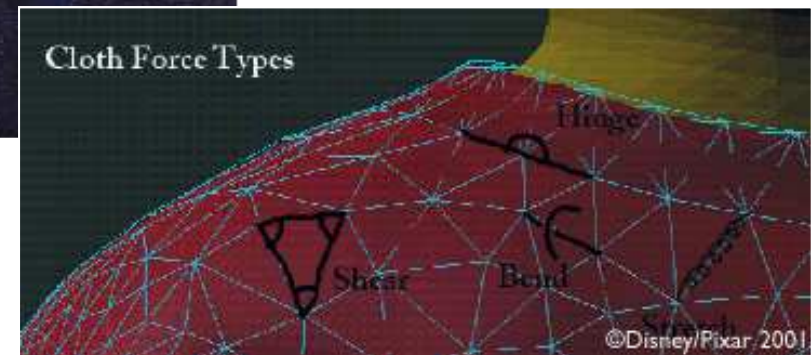 Cloth Force Types
Hinge
Shear
Bend
Stretch
©Disney/Pixar 2001